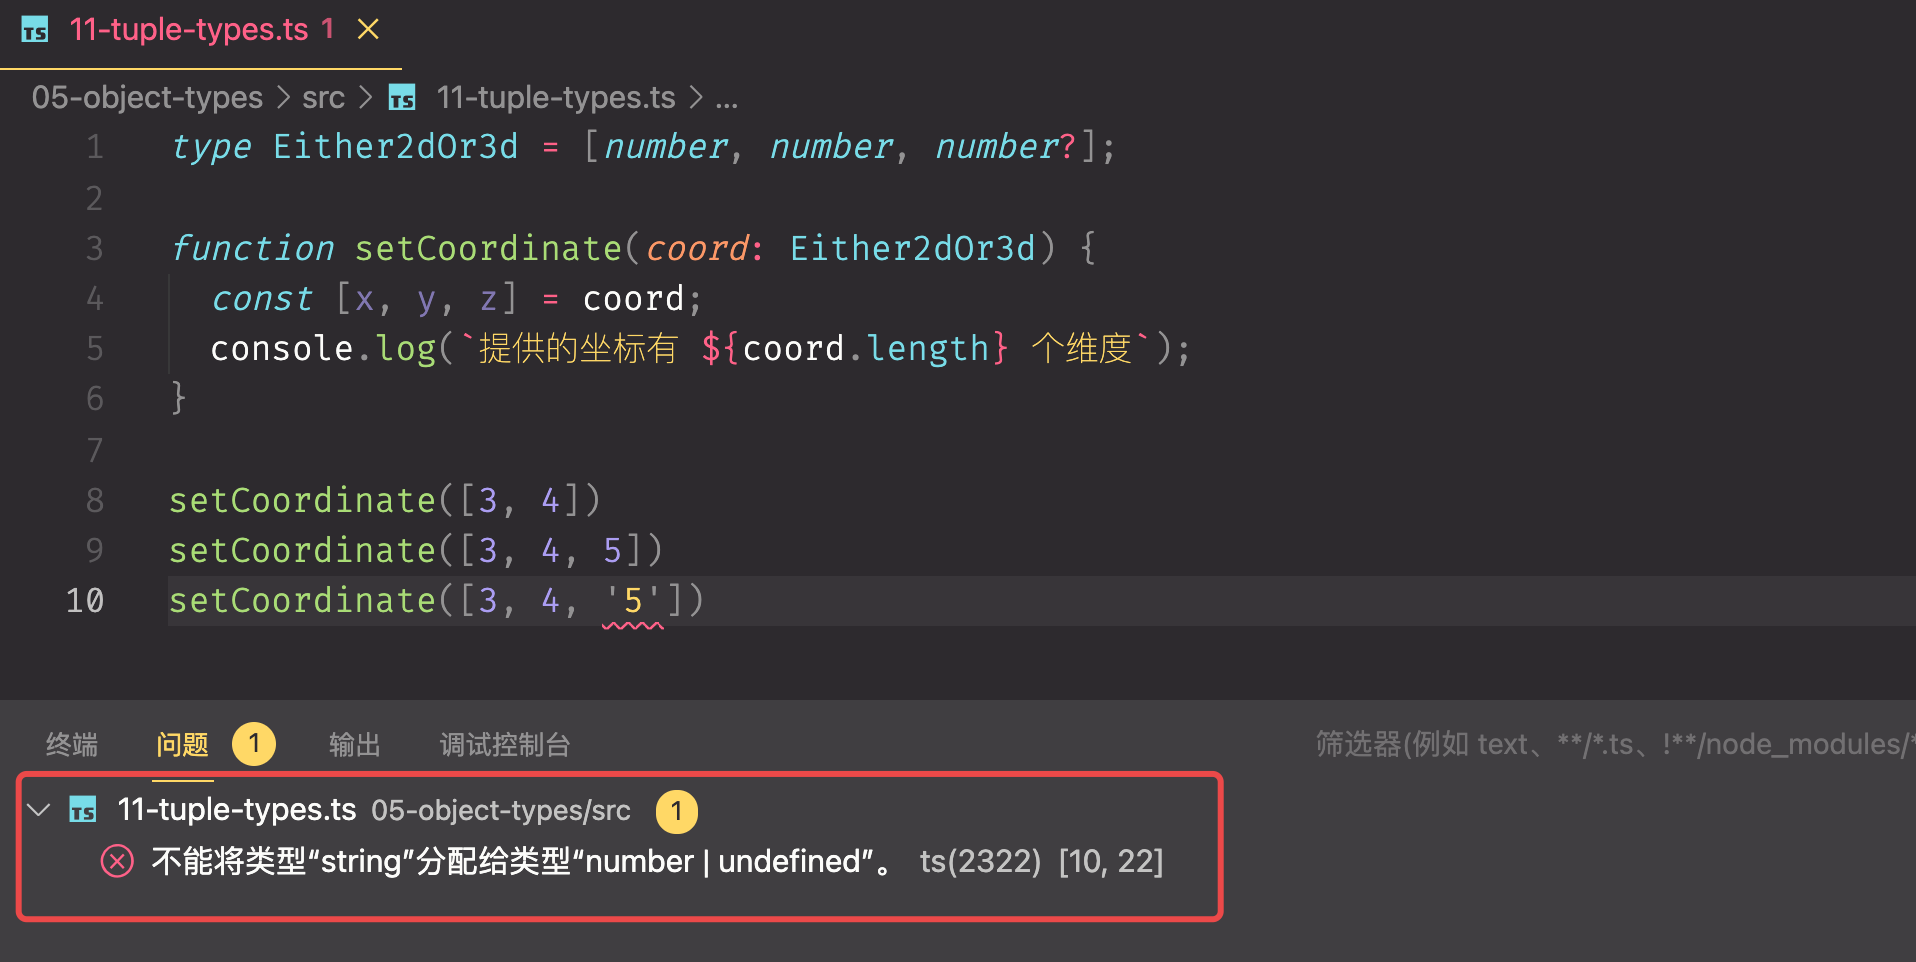 TS 11-tuple-types.ts 1
05-object-types > src > TS 11-tuple-types.ts > ...
1 type Either2dOr3d = [number, number, number?];
2
3 function setCoordinate(coord: Either2dOr3d) {
4 const [x, y, z] = coord;
5 console.log(`提供的坐标有 ${coord.length} 个维度`);
6 }
7
8 setCoordinate([3, 4])
9 setCoordinate([3, 4, 5])
10 setCoordinate([3, 4, '5'])
终端 问题 1 输出 调试控制台 筛选器(例如 text、**/*.ts、!**/node_modules/*
TS 11-tuple-types.ts 05-object-types/src 1
不能将类型“string”分配给类型“number | undefined”。 ts(2322) [10, 22]